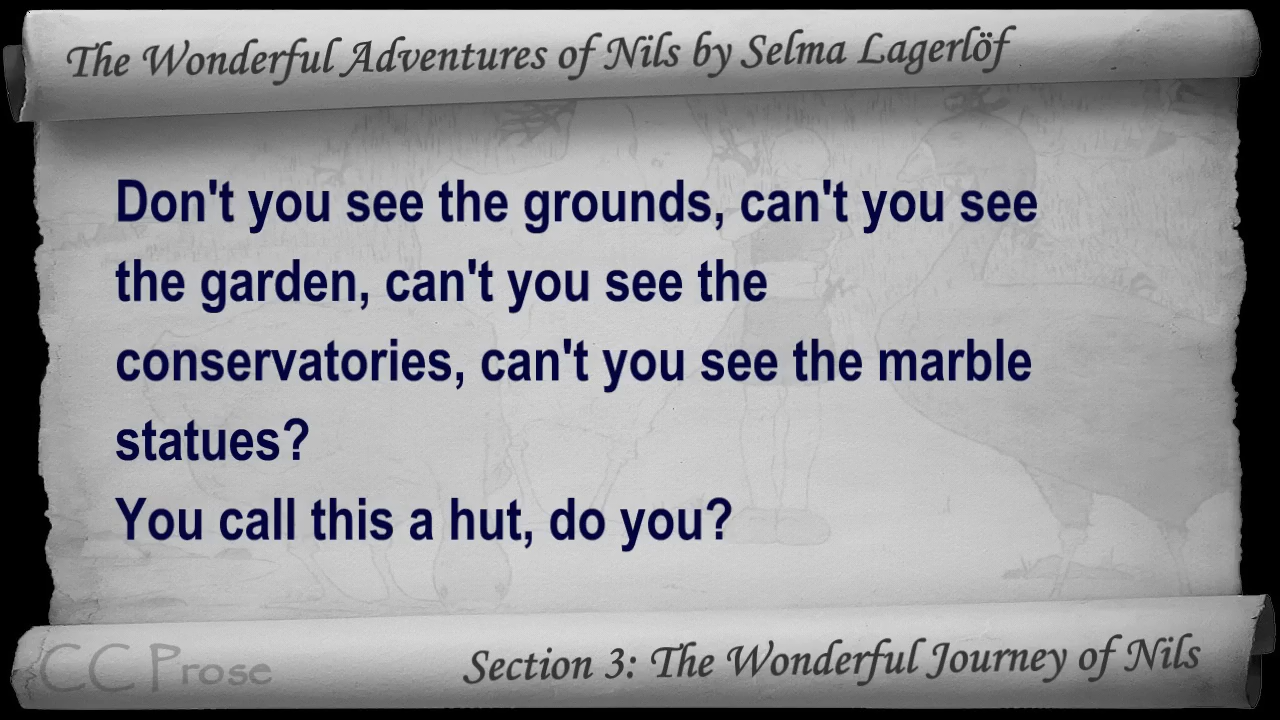 The Wonderful Adventures of Nils by Selma Lagerlöf
Don't you see the grounds, can't you see
the garden, can't you see the
conservatories, can't you see the marble
statues?
You call this a hut, do you?
CC Prose
Section 3: The Wonderful Journey of Nils